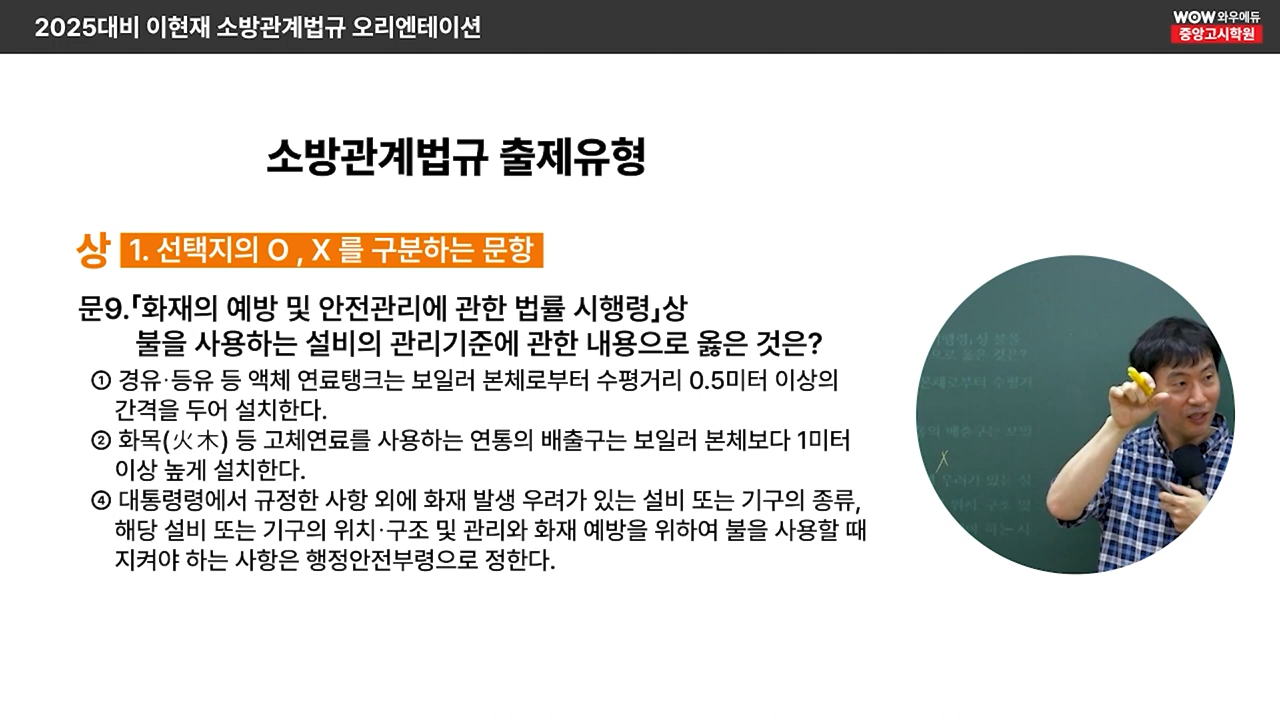 2025대비 이현재 소방관계법규 오리엔테이션
WOW 와우에듀
중앙고시학원
소방관계법규 출제유형
상 1. 선택지의 O , X 를 구분하는 문항
문9.「화재의 예방 및 안전관리에 관한 법률 시행령」상
불을 사용하는 설비의 관리기준에 관한 내용으로 옳은 것은?
① 경유·등유 등 액체 연료탱크는 보일러 본체로부터 수평거리 0.5미터 이상의
간격을 두어 설치한다.
② 화목(火木) 등 고체연료를 사용하는 연통의 배출구는 보일러 본체보다 1미터
이상 높게 설치한다.
④ 대통령령에서 규정한 사항 외에 화재 발생 우려가 있는 설비 또는 기구의 종류,
해당 설비 또는 기구의 위치·구조 및 관리와 화재 예방을 위하여 불을 사용할 때
지켜야 하는 사항은 행정안전부령으로 정한다.